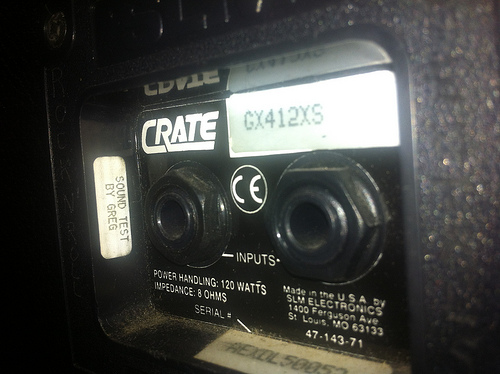 CRATE
GX412XS
CE
SOUND TEST
BY GREG
INPUTS
POWER HANDLING: 120 WATTS
IMPEDANCE: 8 OHMS
SERIAL #
Made in the U S A by
SLM ELECTRONICS
1400 Ferguson Ave
St. Louis, MO 63133
47-143-71